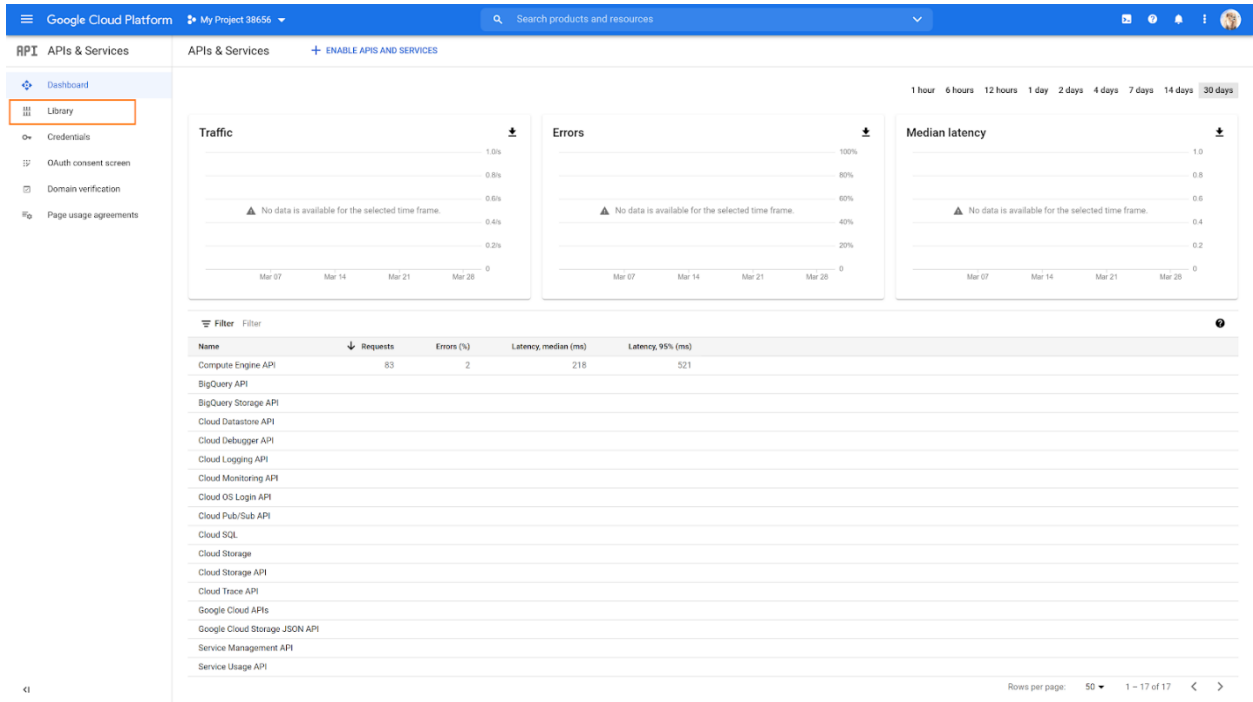 Google Cloud Platform My Project 38656 Search products and resources
API APIs & Services
APIs & Services + ENABLE APIS AND SERVICES
Dashboard
Library
Credentials
OAuth consent screen
Domain verification
Page usage agreements
1 hour 6 hours 12 hours 1 day 2 days 4 days 7 days 14 days 30 days
Traffic
1.0/s
0.8/s
0.6/s
No data is available for the selected time frame.
0.4/s
0.2/s
0
Mar 07 Mar 14 Mar 21 Mar 28
Errors
100%
80%
60%
No data is available for the selected time frame.
40%
20%
0
Mar 07 Mar 14 Mar 21 Mar 28
Median latency
1.0
0.8
0.6
No data is available for the selected time frame.
0.4
0.2
0
Mar 07 Mar 14 Mar 21 Mar 28
Filter Filter
Name Requests Errors (%) Latency, median (ms) Latency, 95% (ms)
Compute Engine API 83 2 218 521
BigQuery API
BigQuery Storage API
Cloud Datastore API
Cloud Debugger API
Cloud Logging API
Cloud Monitoring API
Cloud OS Login API
Cloud Pub/Sub API
Cloud SQL
Cloud Storage
Cloud Storage API
Cloud Trace API
Google Cloud APIs
Google Cloud Storage JSON API
Service Management API
Service Usage API
Rows per page: 50 1 – 17 of 17